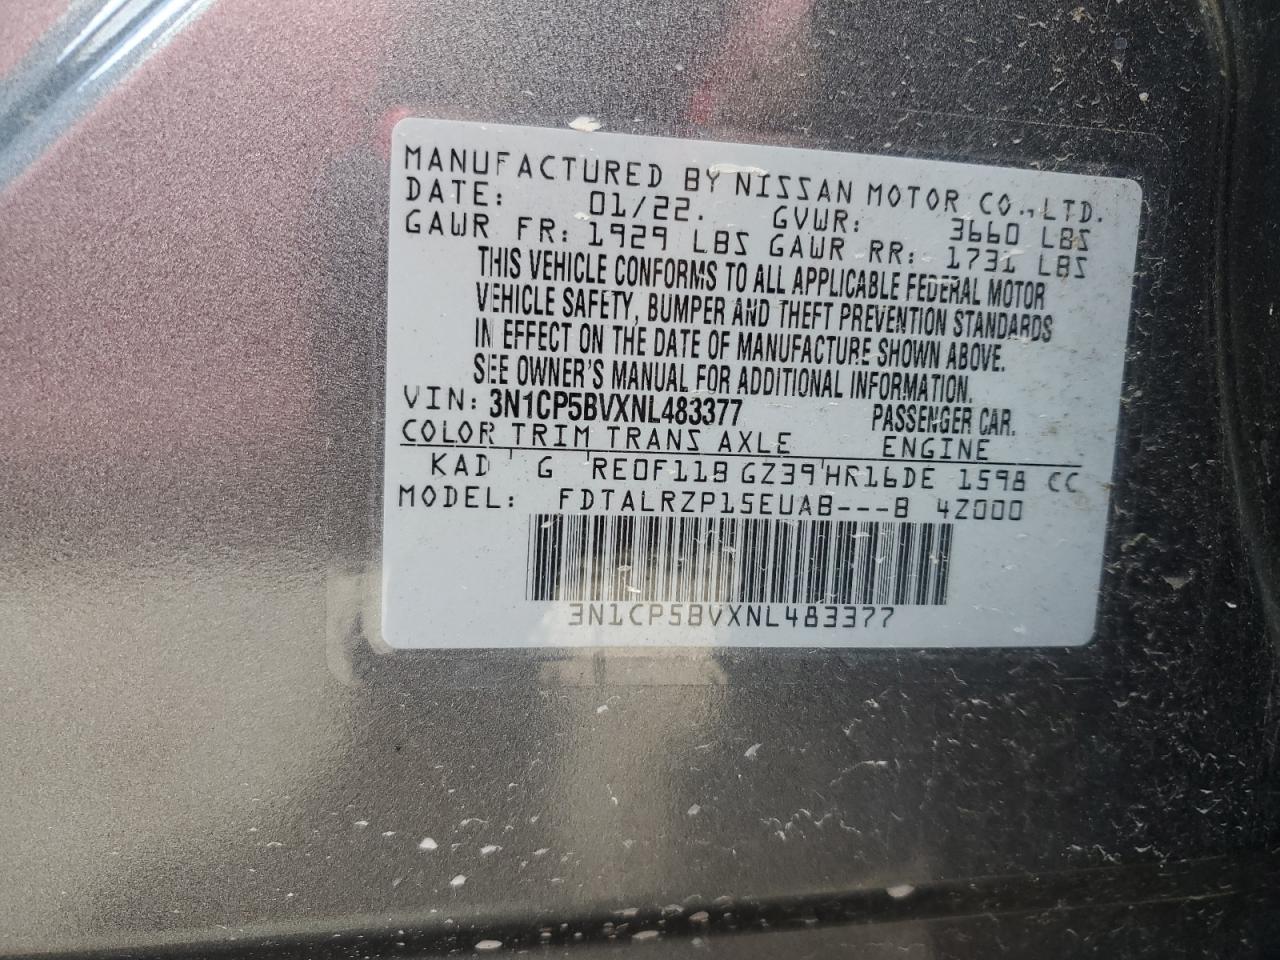 MANUFACTURED BY NISSAN MOTOR CO.,LTD.
DATE: 01/22. GVWR: 3660 LBS
GAWR FR: 1929 LBS GAWR RR: 1731 LBS
THIS VEHICLE CONFORMS TO ALL APPLICABLE FEDERAL MOTOR
VEHICLE SAFETY, BUMPER AND THEFT PREVENTION STANDARDS
IN EFFECT ON THE DATE OF MANUFACTURE SHOWN ABOVE.
SEE OWNER'S MANUAL FOR ADDITIONAL INFORMATION.
VIN: 3N1CP5BVXNL483377 PASSENGER CAR.
COLOR TRIM TRANS AXLE ENGINE
KAD G RE0F11B GZ39 HR16DE 1598 CC
MODEL: FDTALRZP15EUAB---B 4Z000
3N1CP5BVXNL483377